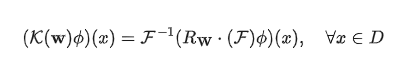 (𝒦(𝐰)ϕ)(x) = ℱ⁻¹(R_𝐖 · (ℱ)ϕ)(x), ∀x ∈ D